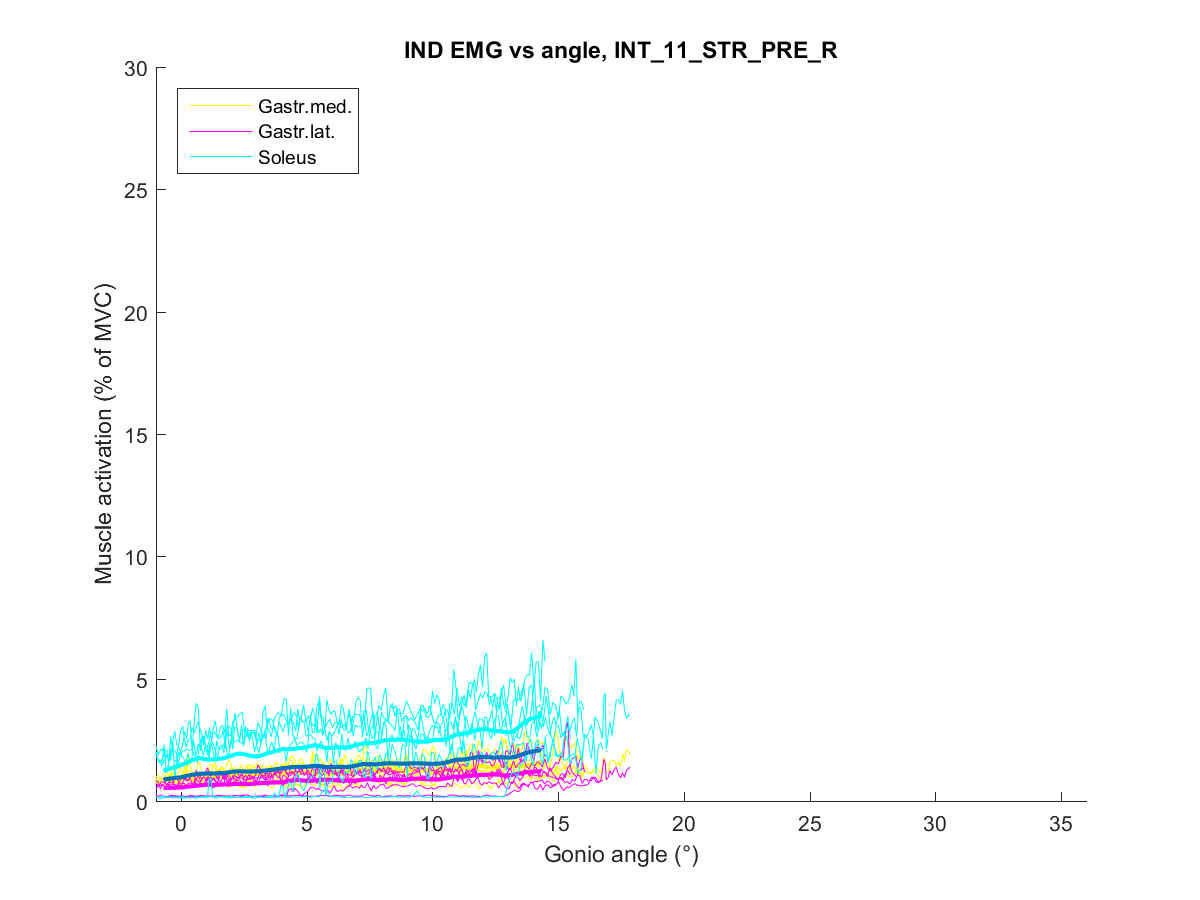 IND EMG vs angle, INT_11_STR_PRE_R
30
25
20
15
10
5
0
Muscle activation (% of MVC)
Gastr.med.
Gastr.lat.
Soleus
0 5 10 15 20 25 30 35
Gonio angle (°)